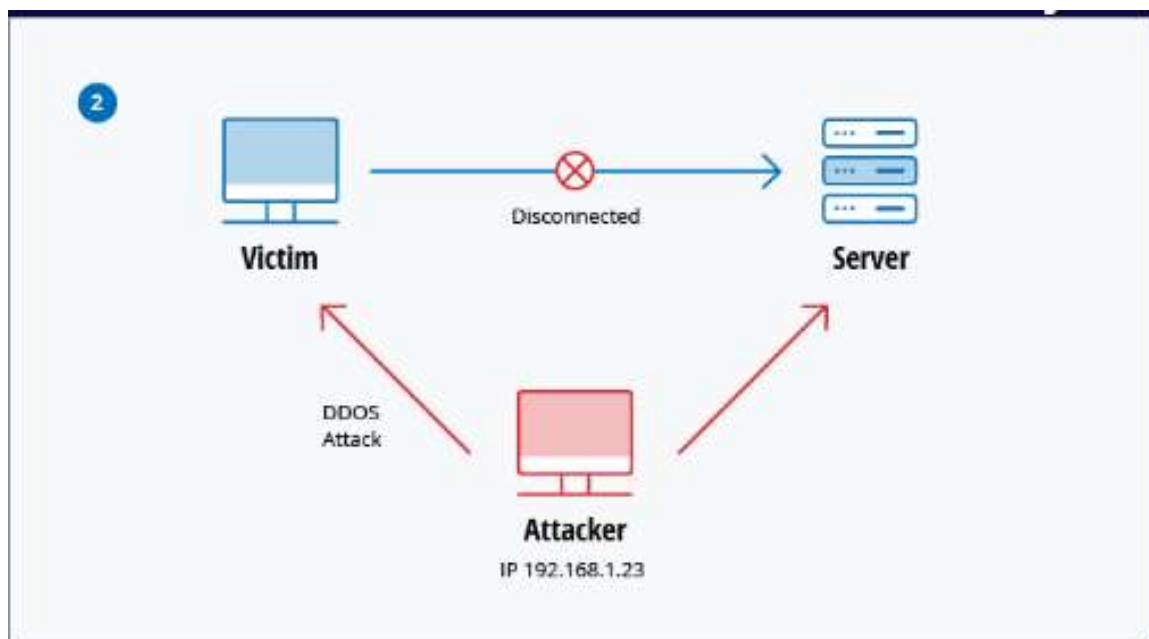 2
Disconnected
Victim
Server
DDOS
Attack
Attacker
IP 192.168.1.23